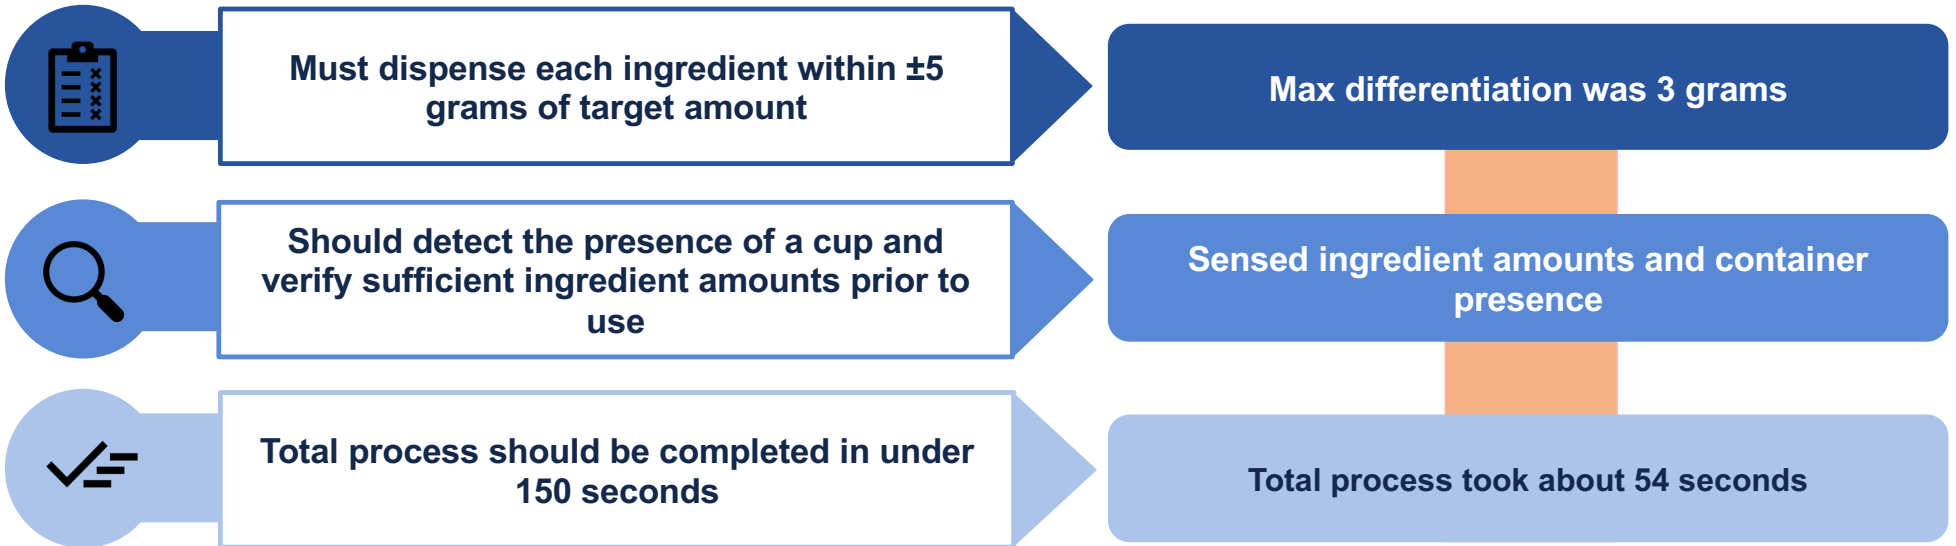 Must dispense each ingredient within ±5
grams of target amount
Max differentiation was 3 grams
Should detect the presence of a cup and
verify sufficient ingredient amounts prior to
use
Sensed ingredient amounts and container
presence
Total process should be completed in under
150 seconds
Total process took about 54 seconds